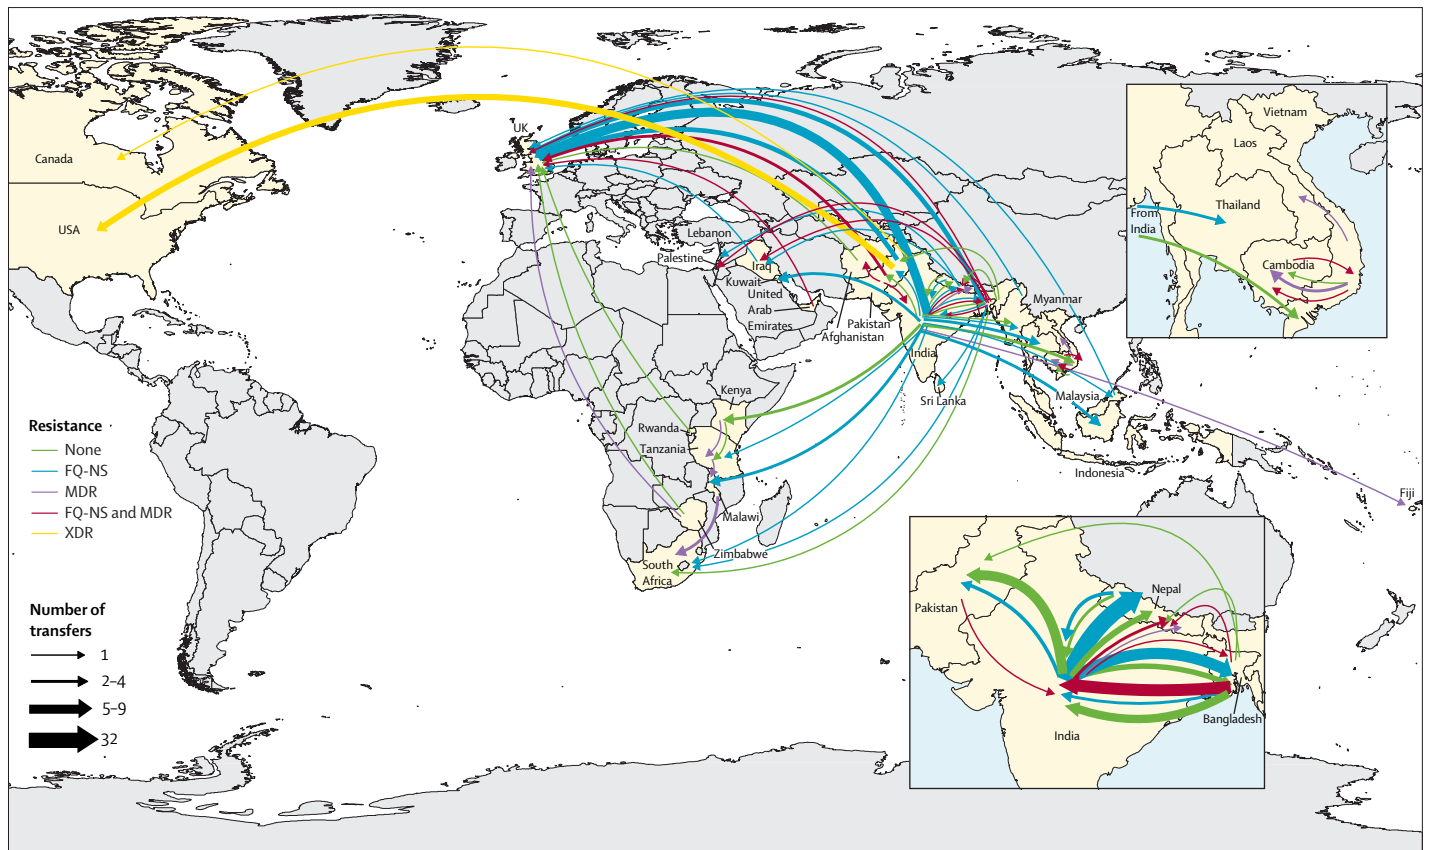 UK
Canada
USA
Lebanon
Palestine
Iraq
Kuwait
United
Arab
Emirates
Pakistan
Afghanistan
India
Sri Lanka
Myanmar
Malaysia
Indonesia
Fiji
Kenya
Rwanda
Tanzania
Malawi
Zimbabwe
South
Africa
Vietnam
Laos
Thailand
From
India
Cambodia
Pakistan
Nepal
India
Bangladesh
Resistance
None
FQ-NS
MDR
FQ-NS and MDR
XDR
Number of
transfers
1
2–4
5–9
32